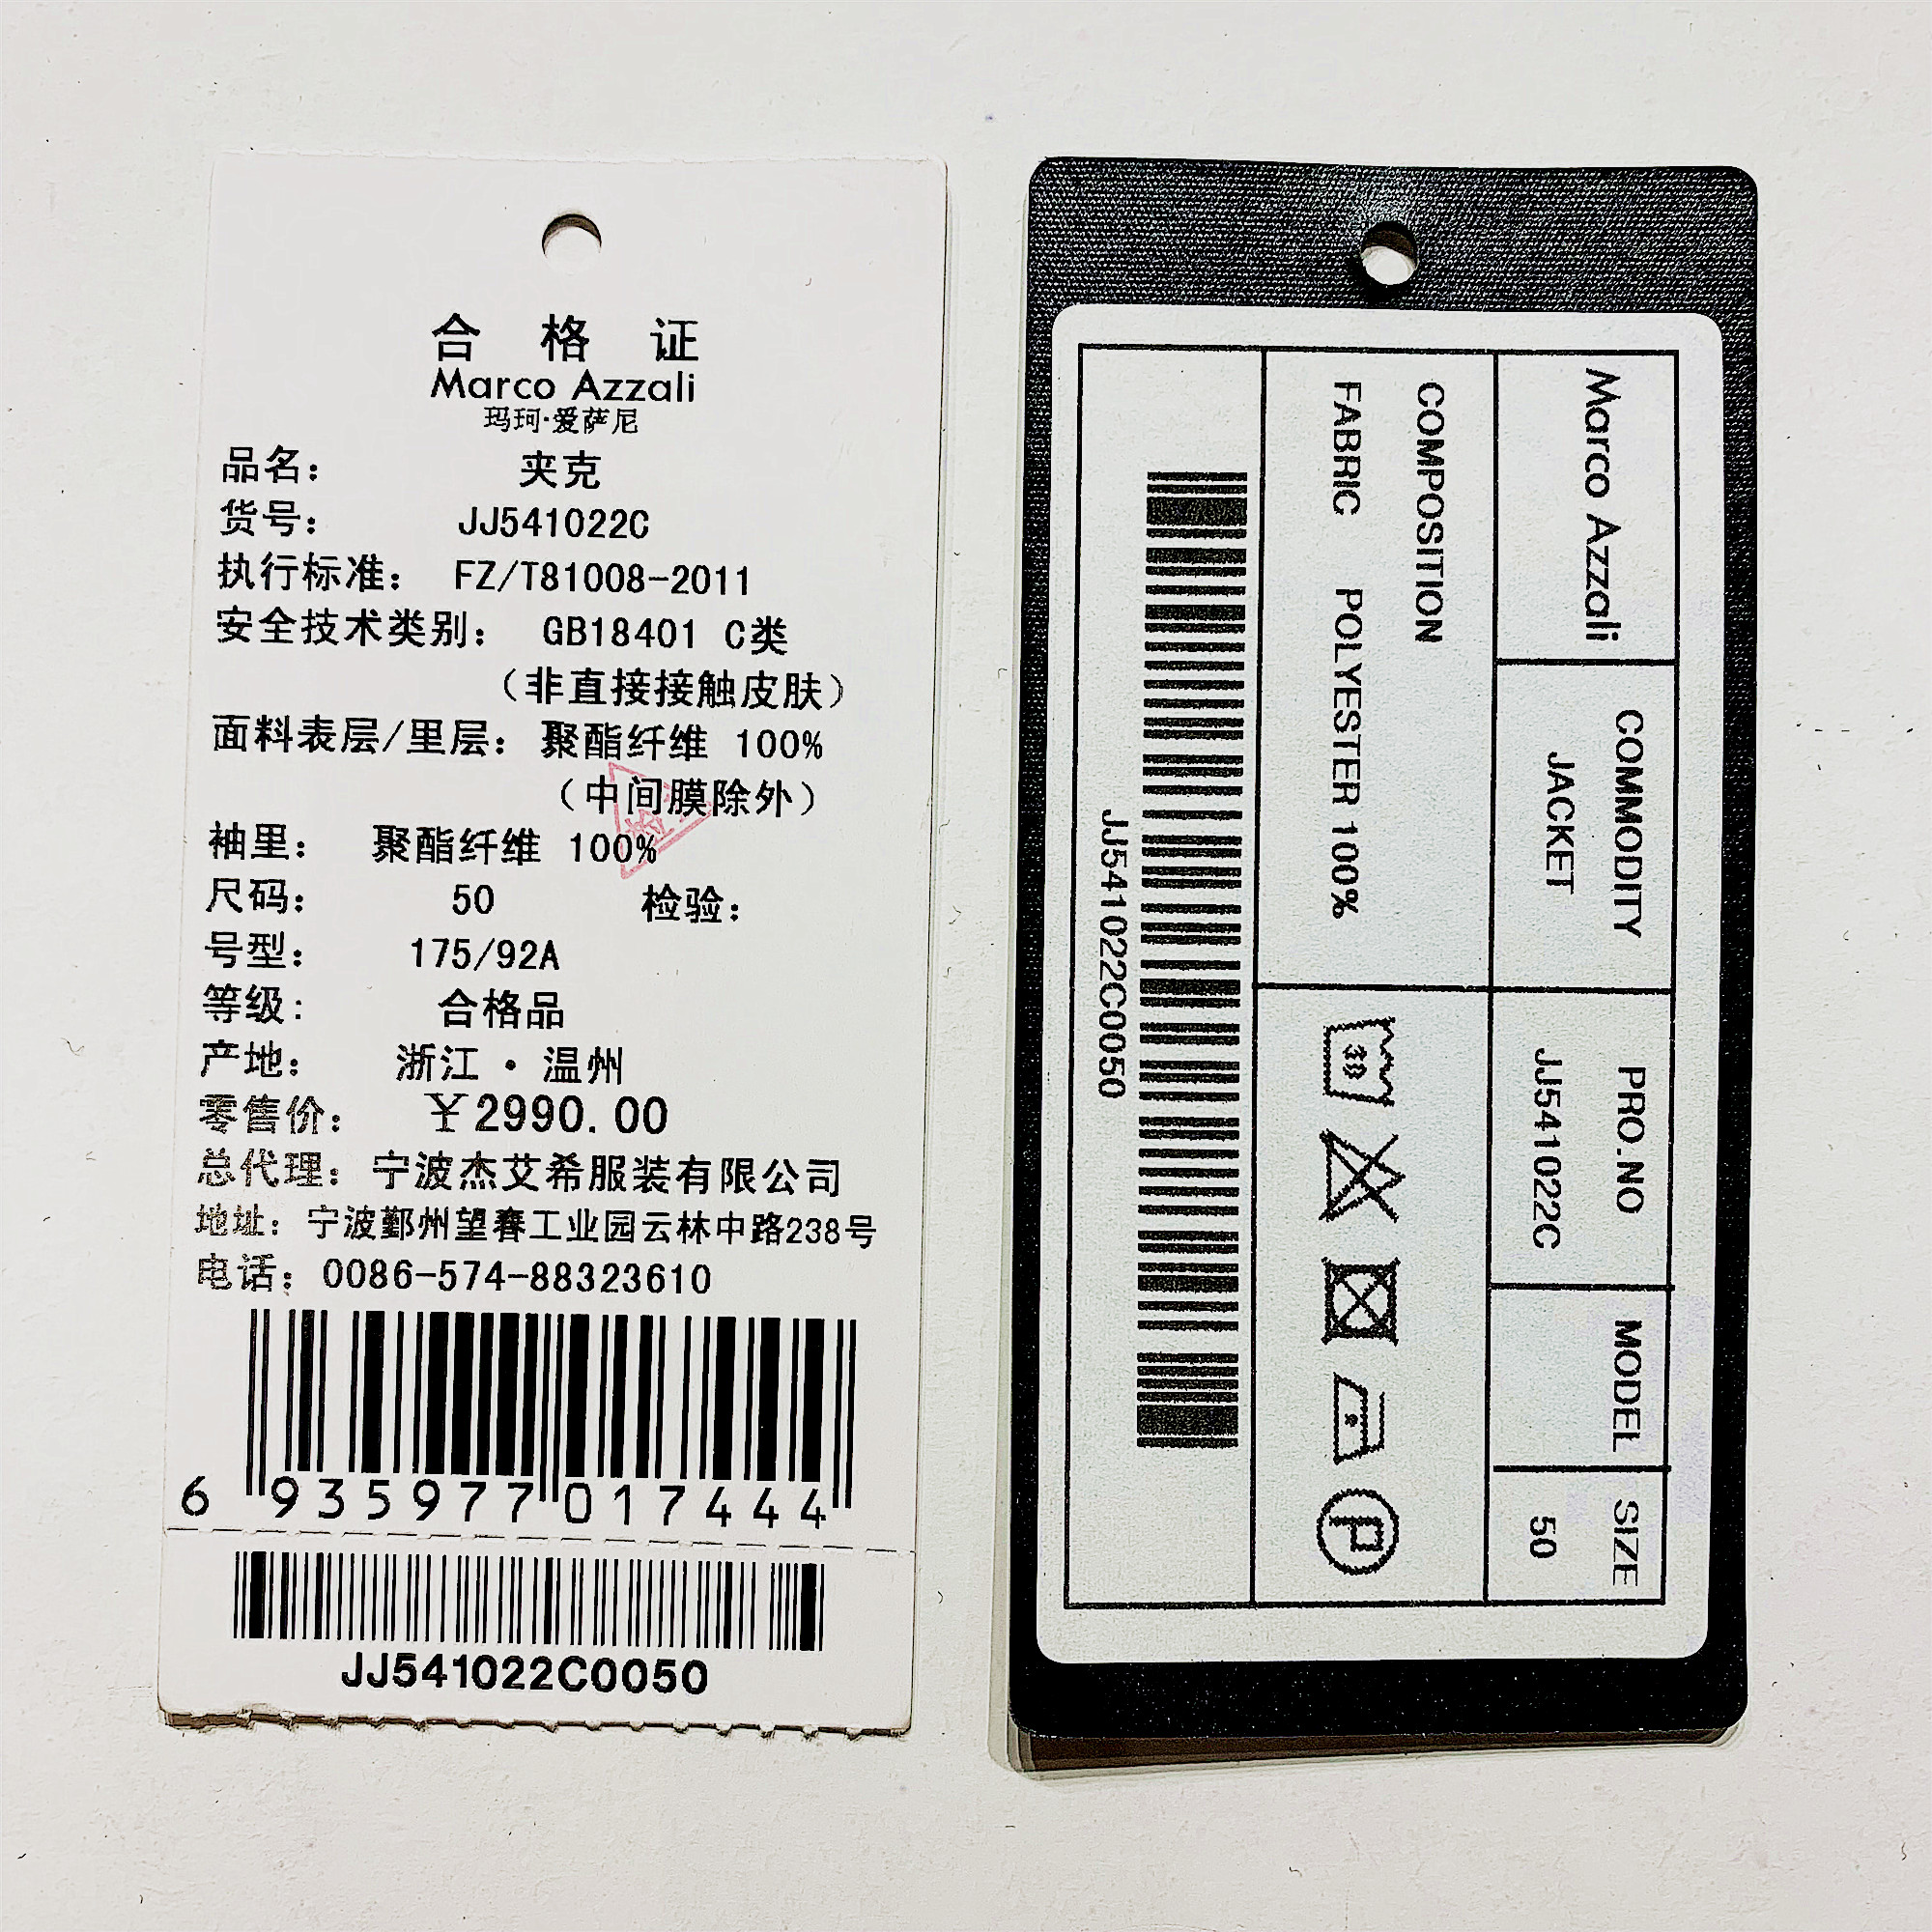 合 格 证
Marco Azzali
玛珂·爱萨尼
品名: 夹克
货号: JJ541022C
执行标准: FZ/T81008-2011
安全技术类别: GB18401 C类
(非直接接触皮肤)
面料表层/里层: 聚酯纤维 100%
(中间膜除外)
袖里: 聚酯纤维 100%
尺码: 50 检验:
号型: 175/92A
等级: 合格品
产地: 浙江·温州
零售价: ￥2990.00
总代理: 宁波杰艾希服装有限公司
地址: 宁波鄞州望春工业园云林中路238号
电话: 0086-574-88323610
6 935977 017444
JJ541022C0050
Marco Azzali
COMMODITY
JACKET
PRO.NO
JJ541022C
MODEL
SIZE
50
COMPOSITION
FABRIC POLYESTER 100%
30
P
JJ541022C0050